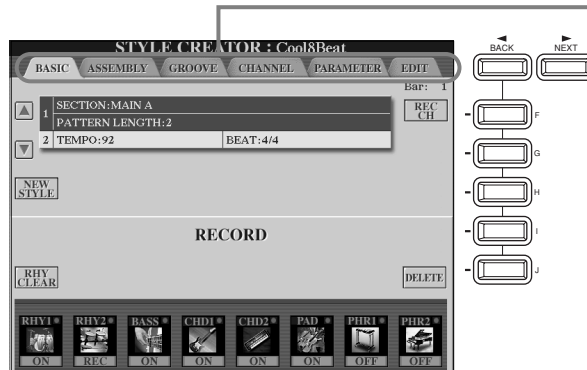 STYLE CREATOR : Cool8Beat
BASIC ASSEMBLY GROOVE CHANNEL PARAMETER EDIT
BACK NEXT
Bar: 1
1 SECTION:MAIN A
PATTERN LENGTH:2
REC CH
2 TEMPO:92 BEAT:4/4
F
G
NEW STYLE
H
RECORD
I
RHY CLEAR
DELETE
J
RHY1 RHY2 BASS CHD1 CHD2 PAD PHR1 PHR2
ON REC ON ON ON ON OFF OFF